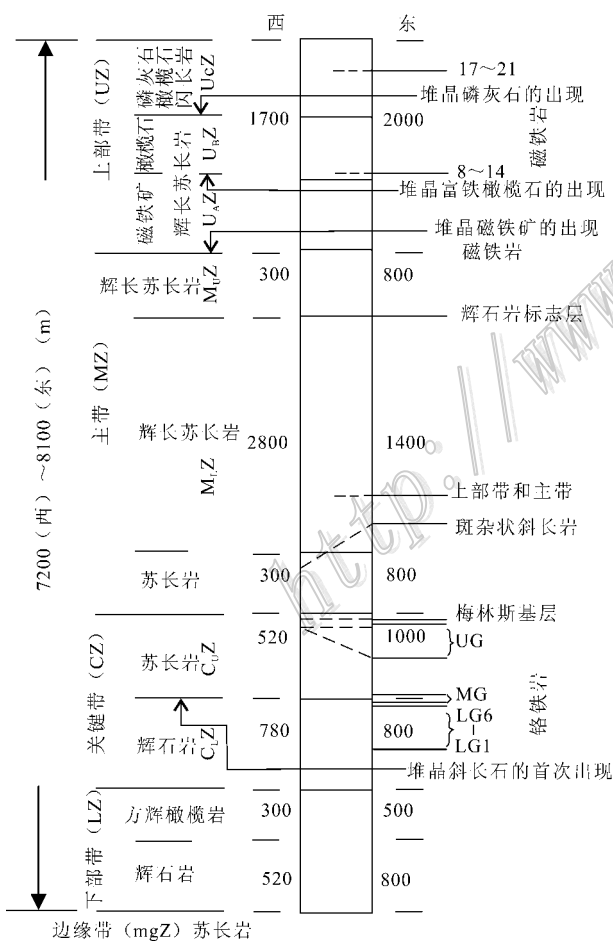 西 东
17～21
堆晶磷灰石的出现
磷灰石
橄榄石
闪长岩
UcZ
1700 2000
上部带（UZ）
橄榄石
辉长苏长岩
UBZ
磁铁岩
8～14
堆晶富铁橄榄石的出现
磁铁矿
UAZ
堆晶磁铁矿的出现
磁铁岩
辉长苏长岩 MUZ 300 800
辉石岩标志层
主带（MZ）
辉长苏长岩 MLZ 2800 1400
上部带和主带
斑杂状斜长岩
7200（西）～8100（东）（m）
苏长岩 300 800
梅林斯基层
苏长岩 CUZ 520 1000 UG
关键带（CZ）
MG
铬铁岩
辉石岩 CLZ 780 800 LG6
LG1
堆晶斜长石的首次出现
下部带（LZ）
方辉橄榄岩 300 500
辉石岩 520 800
边缘带（mgZ）苏长岩
http://www